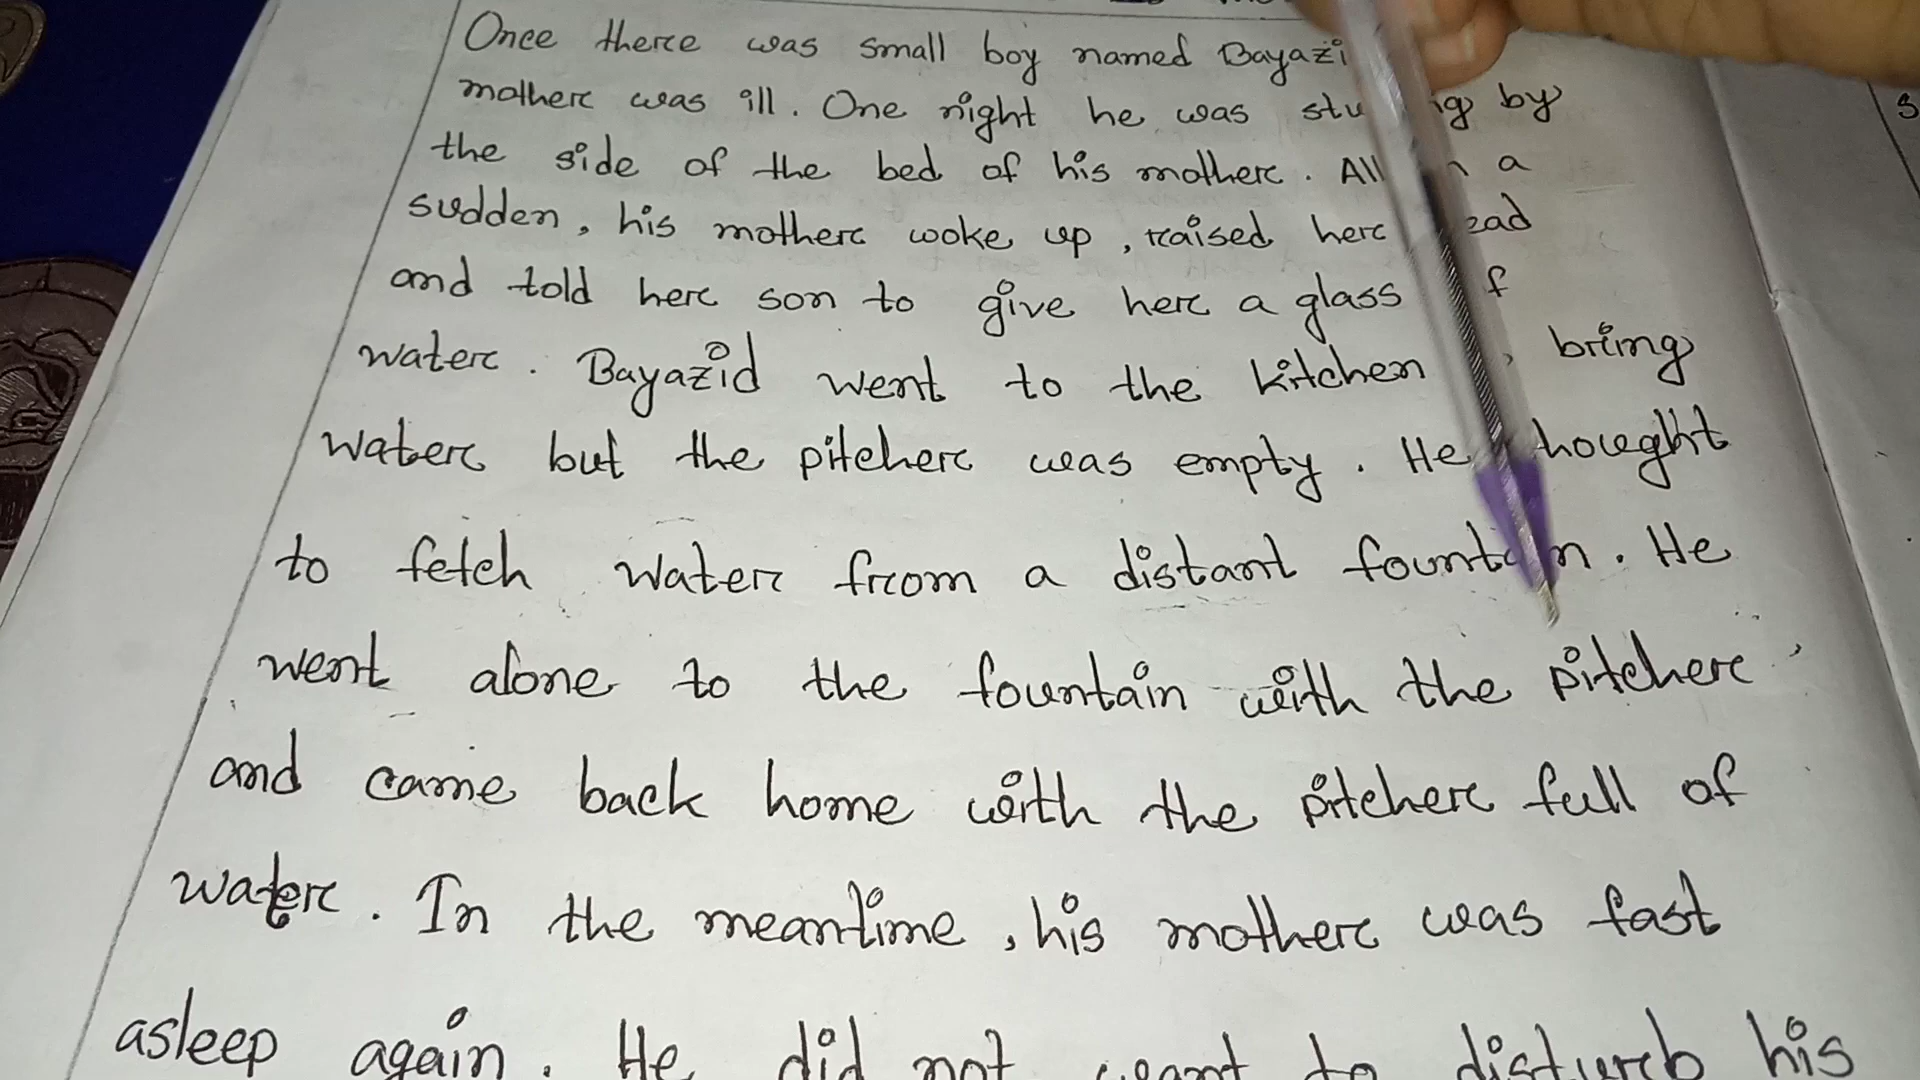 Once there was small boy named Bayazi
mother was ill. One night he was stu ng by
the side of the bed of his mother. All n a
sudden, his mother woke up, raised her ead
and told her son to give her a glass f
water. Bayazid went to the kitchen , bring
water but the pitcher was empty. He hought
to fetch water from a distant fountain. He
went alone to the fountain with the pitcher
and came back home with the pitcher full of
water. In the meantime, his mother was fast
asleep again. He did not want to disturb his